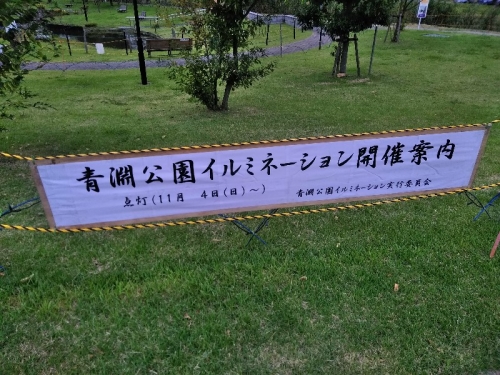 青淵公園イルミネーション開催案内
点灯(11月 4日(日)~)
青淵公園イルミネーション実行委員会